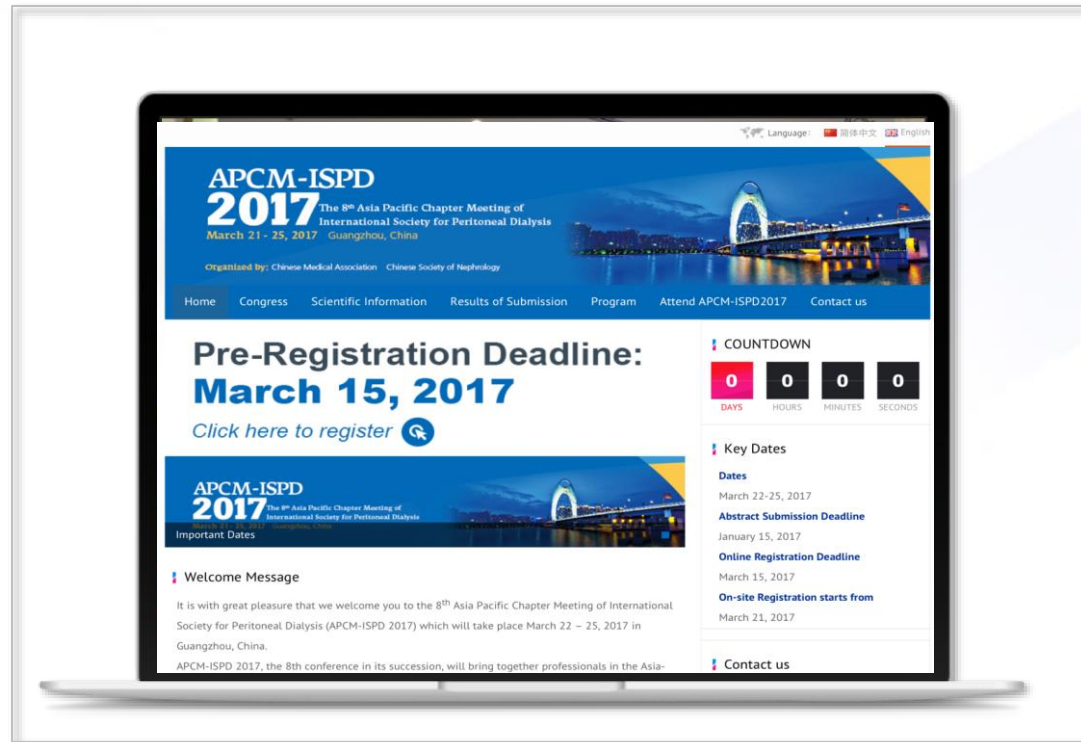 Language: 简体中文 English
APCM-ISPD
2017 The 8th Asia Pacific Chapter Meeting of
International Society for Peritoneal Dialysis
March 21- 25, 2017 Guangzhou, China
Organized by: Chinese Medical Association Chinese Society of Nephrology
Home Congress Scientific Information Results of Submission Program Attend APCM-ISPD2017 Contact us
Pre-Registration Deadline:
March 15, 2017
Click here to register
APCM-ISPD
2017 The 8th Asia Pacific Chapter Meeting of
International Society for Peritoneal Dialysis
March 21- 25, 2017 Guangzhou, China
Important Dates
Welcome Message
It is with great pleasure that we welcome you to the 8th Asia Pacific Chapter Meeting of International
Society for Peritoneal Dialysis (APCM-ISPD 2017) which will take place March 22 – 25, 2017 in
Guangzhou, China.
APCM-ISPD 2017, the 8th conference in its succession, will bring together professionals in the Asia-
COUNTDOWN
0 0 0 0
DAYS HOURS MINUTES SECONDS
Key Dates
Dates
March 22-25, 2017
Abstract Submission Deadline
January 15, 2017
Online Registration Deadline
March 15, 2017
On-site Registration starts from
March 21, 2017
Contact us